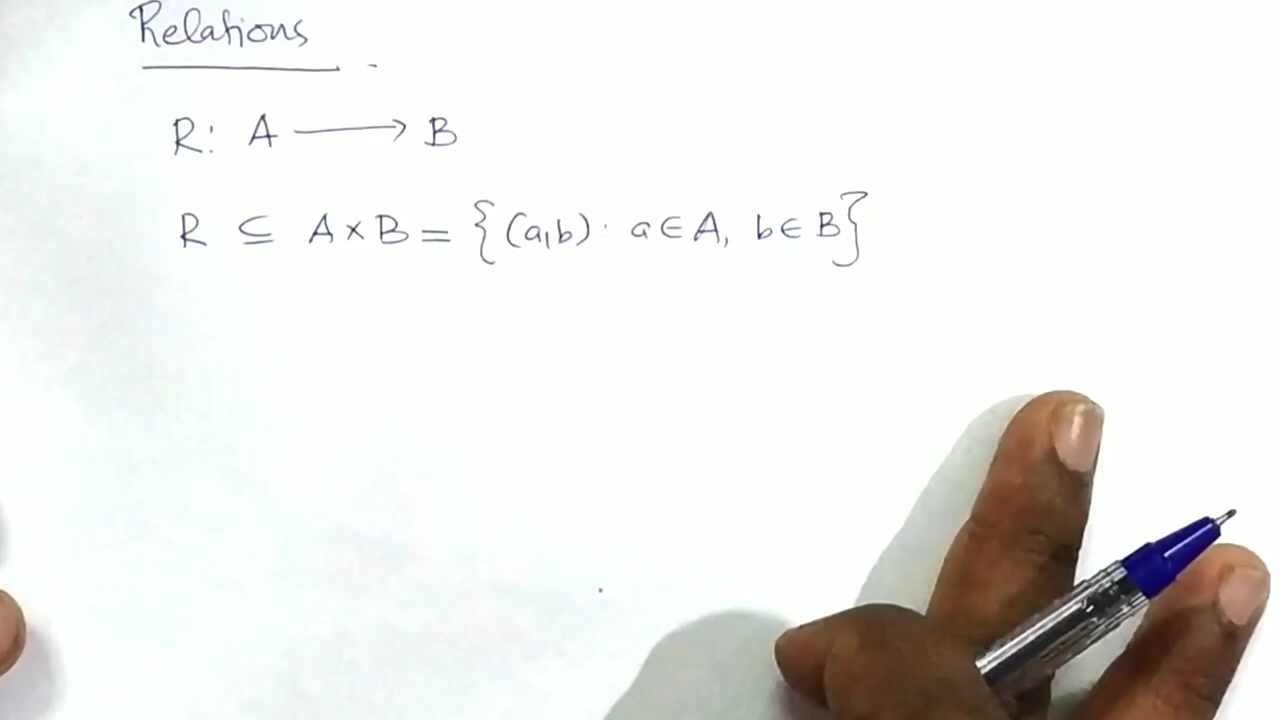 Relations
R: A ⟶ B
R ⊆ A × B = {(a,b): a ∈ A, b ∈ B}